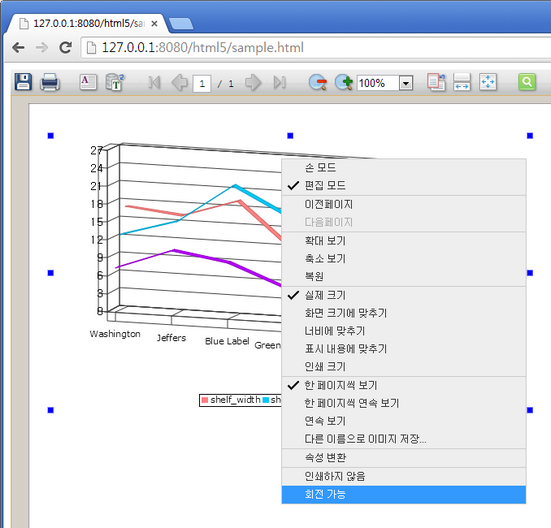 127.0.0.1:8080/html5/sa
127.0.0.1:8080/html5/sample.html
1 / 1
100%
27
24
21
18
15
12
9
6
3
0
Washington
Jeffers
Blue Label
Green
shelf_width
sh
손 모드
편집 모드
이전페이지
다음페이지
확대 보기
축소 보기
복원
실제 크기
화면 크기에 맞추기
너비에 맞추기
표시 내용에 맞추기
인쇄 크기
한 페이지씩 보기
한 페이지씩 연속 보기
연속 보기
다른 이름으로 이미지 저장...
속성 변환
인쇄하지 않음
회전 가능